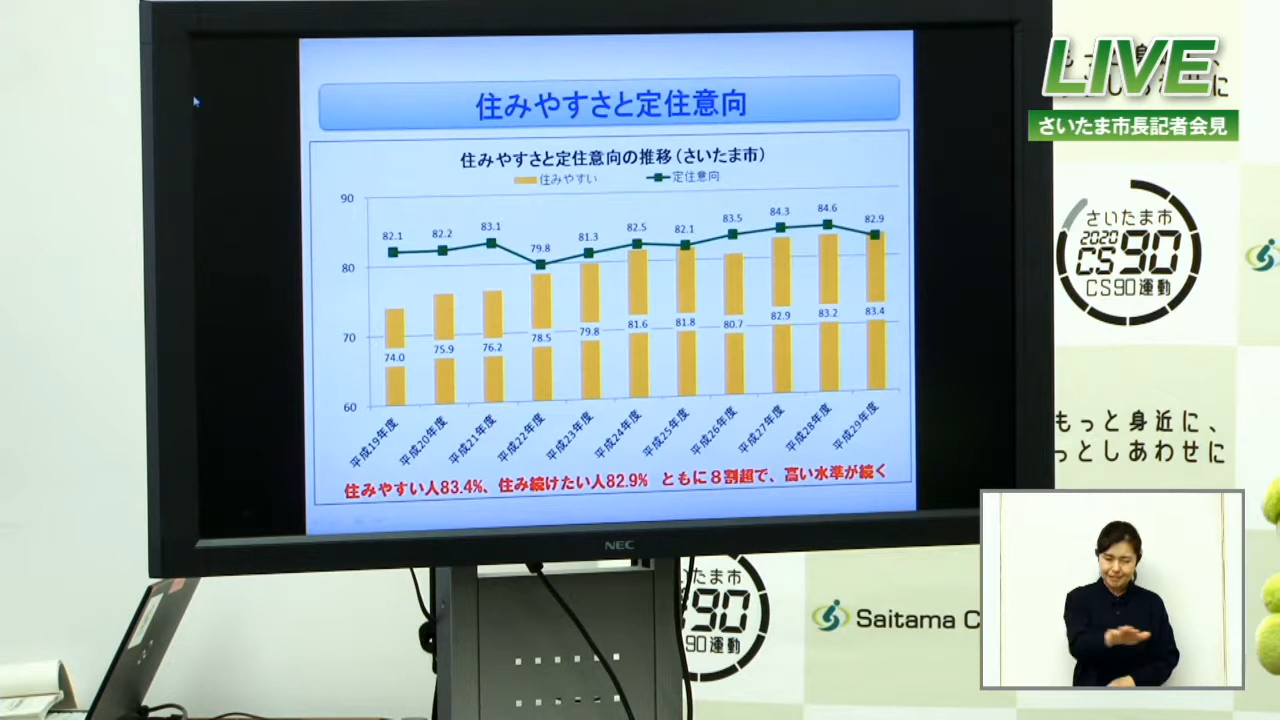 住みやすさと定住意向
住みやすさと定住意向の推移（さいたま市）
住みやすい 定住意向
90
80
70
60
82.1 82.2 83.1 79.8 81.3 82.5 82.1 83.5 84.3 84.6 82.9
74.0 75.9 76.2 78.5 79.8 81.6 81.8 80.7 82.9 83.2 83.4
平成19年度 平成20年度 平成21年度 平成22年度 平成23年度 平成24年度 平成25年度 平成26年度 平成27年度 平成28年度 平成29年度
住みやすい人83.4%、住み続けたい人82.9% ともに８割超で、高い水準が続く
NEC
LIVE
さいたま市長記者会見
さいたま市
2020
CS90
CS90運動
もっと身近に、
っとしあわせに
たま市
90
90運動
Saitama C